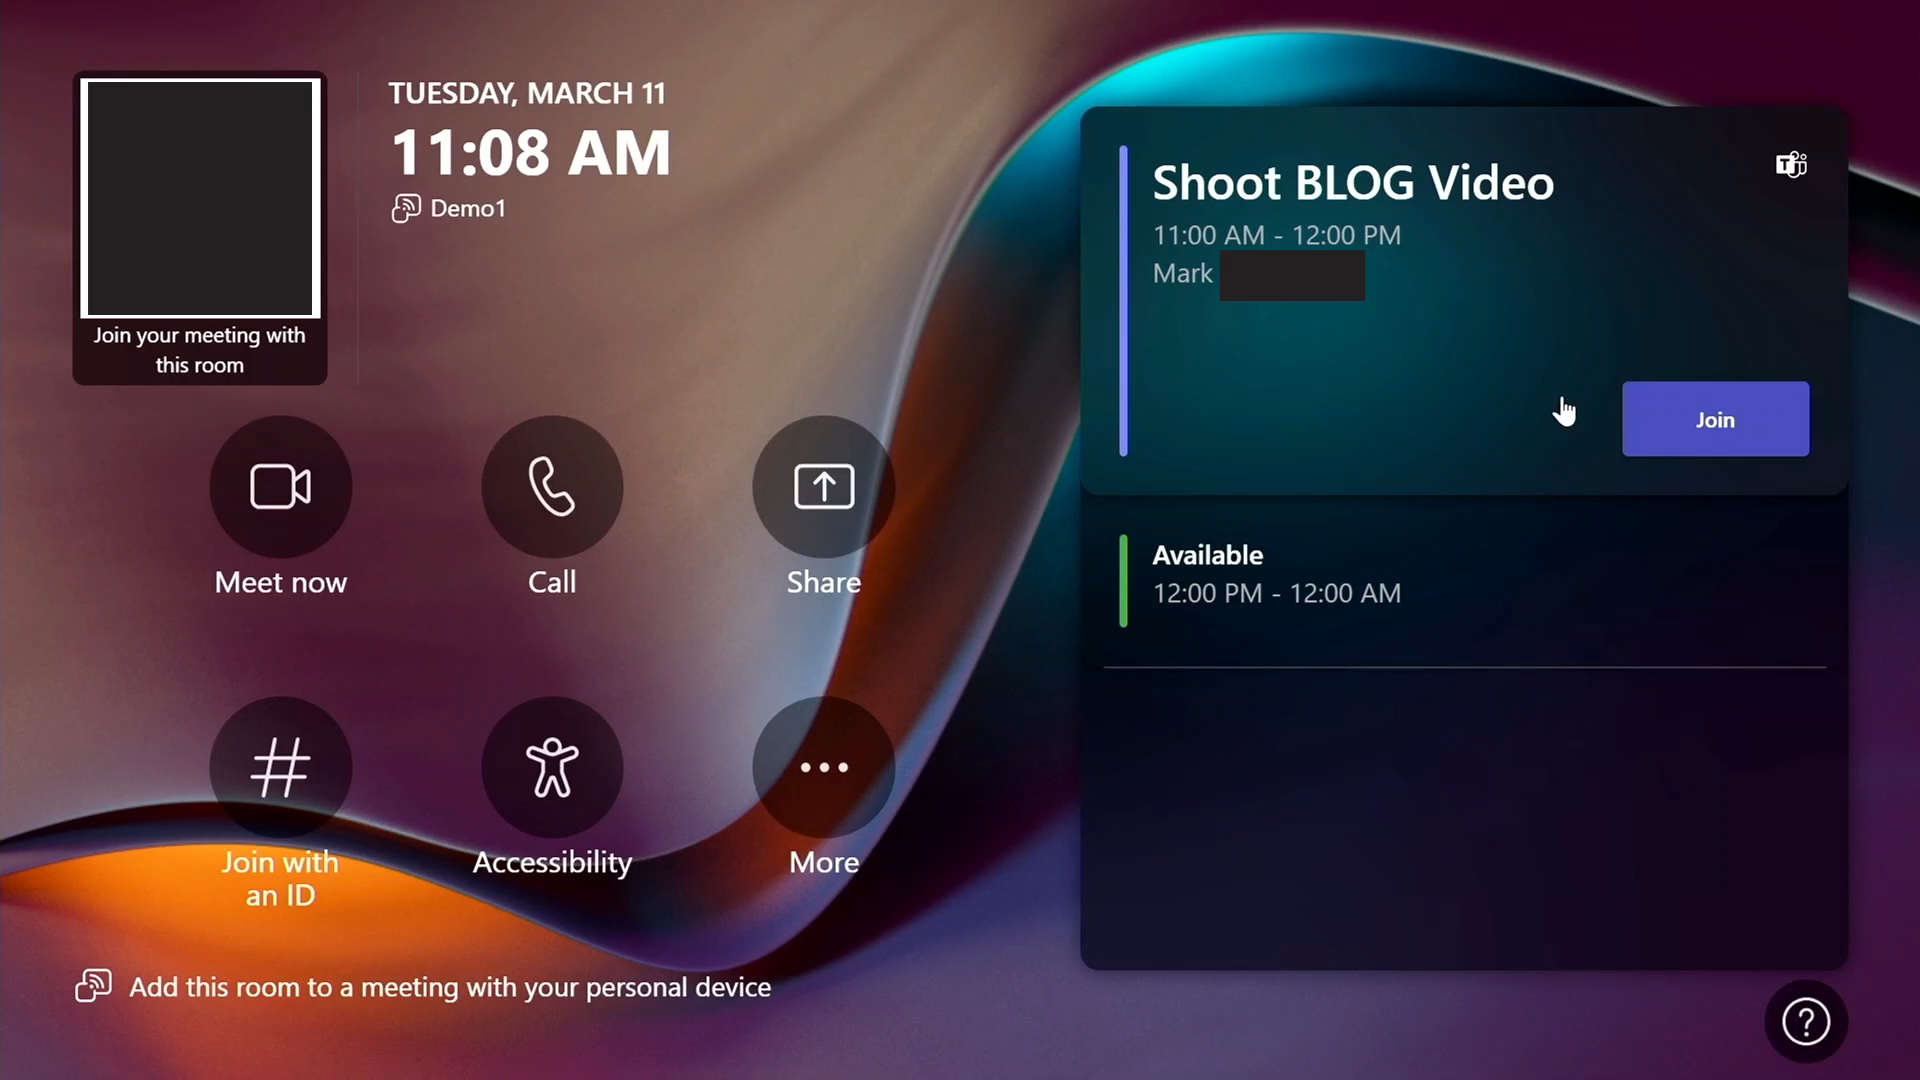 TUESDAY, MARCH 11
11:08 AM
Demo1
Join your meeting with
this room
Meet now
Call
Share
Join with
an ID
Accessibility
More
Add this room to a meeting with your personal device
Shoot BLOG Video
11:00 AM - 12:00 PM
Mark
Join
Available
12:00 PM - 12:00 AM